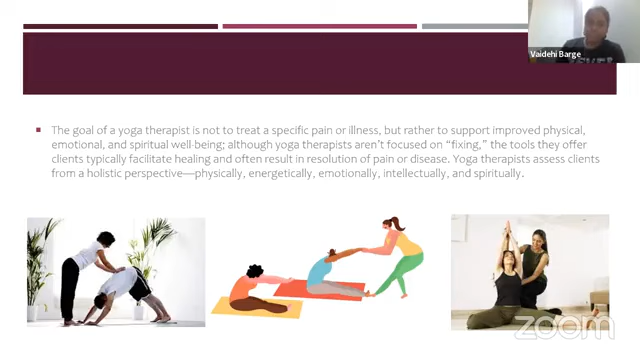 Vaidehi Barge
The goal of a yoga therapist is not to treat a specific pain or illness, but rather to support improved physical,
emotional, and spiritual well-being; although yoga therapists aren't focused on "fixing," the tools they offer
clients typically facilitate healing and often result in resolution of pain or disease. Yoga therapists assess clients
from a holistic perspective—physically, energetically, emotionally, intellectually, and spiritually.
zoom